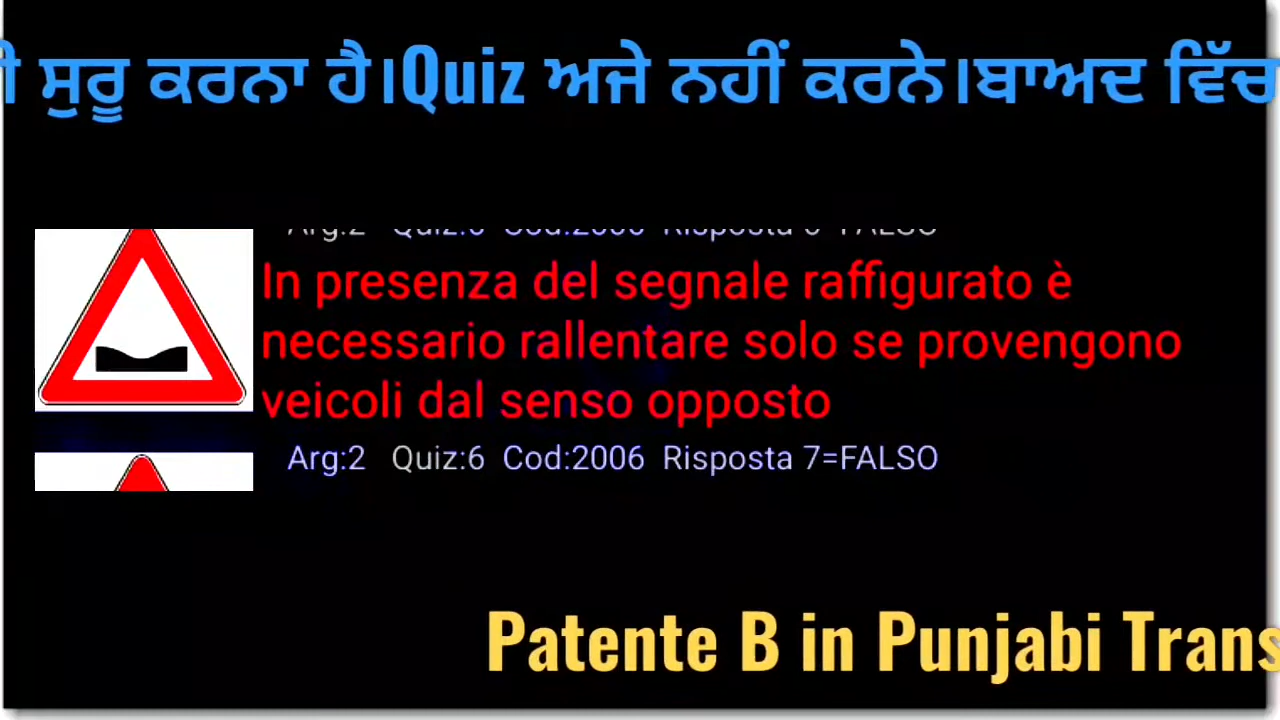 ਸੁਰੂ ਕਰਨਾ ਹੈ।Quiz ਅਜੇ ਨਹੀਂ ਕਰਨੇ।ਬਾਅਦ ਵਿੱਚ
In presenza del segnale raffigurato è
necessario rallentare solo se provengono
veicoli dal senso opposto
Arg:2 Quiz:6 Cod:2006 Risposta 7=FALSO
Patente B in Punjabi Trans